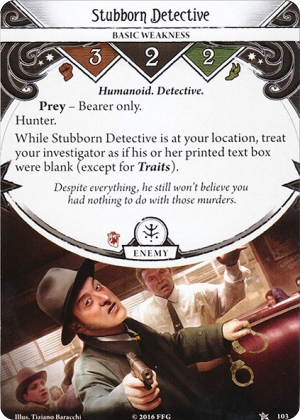 Stubborn Detective
BASIC WEAKNESS
3 2 2
Humanoid. Detective.
Prey – Bearer only.
Hunter.
While Stubborn Detective is at your location, treat
your investigator as if his or her printed text box
were blank (except for Traits).
Despite everything, he still won't believe you
had nothing to do with those murders.
ENEMY
Illus. Tiziano Baracchi
© 2016 FFG
103